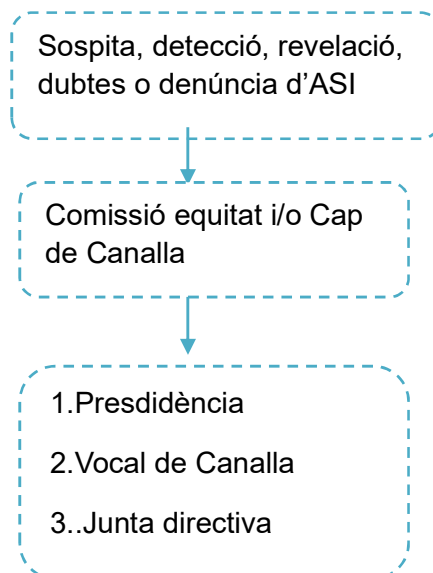 Sospita, detecció, revelació,
dubtes o denúncia d’ASI
Comissió equitat i/o Cap
de Canalla
1.Presdidència
2.Vocal de Canalla
3..Junta directiva